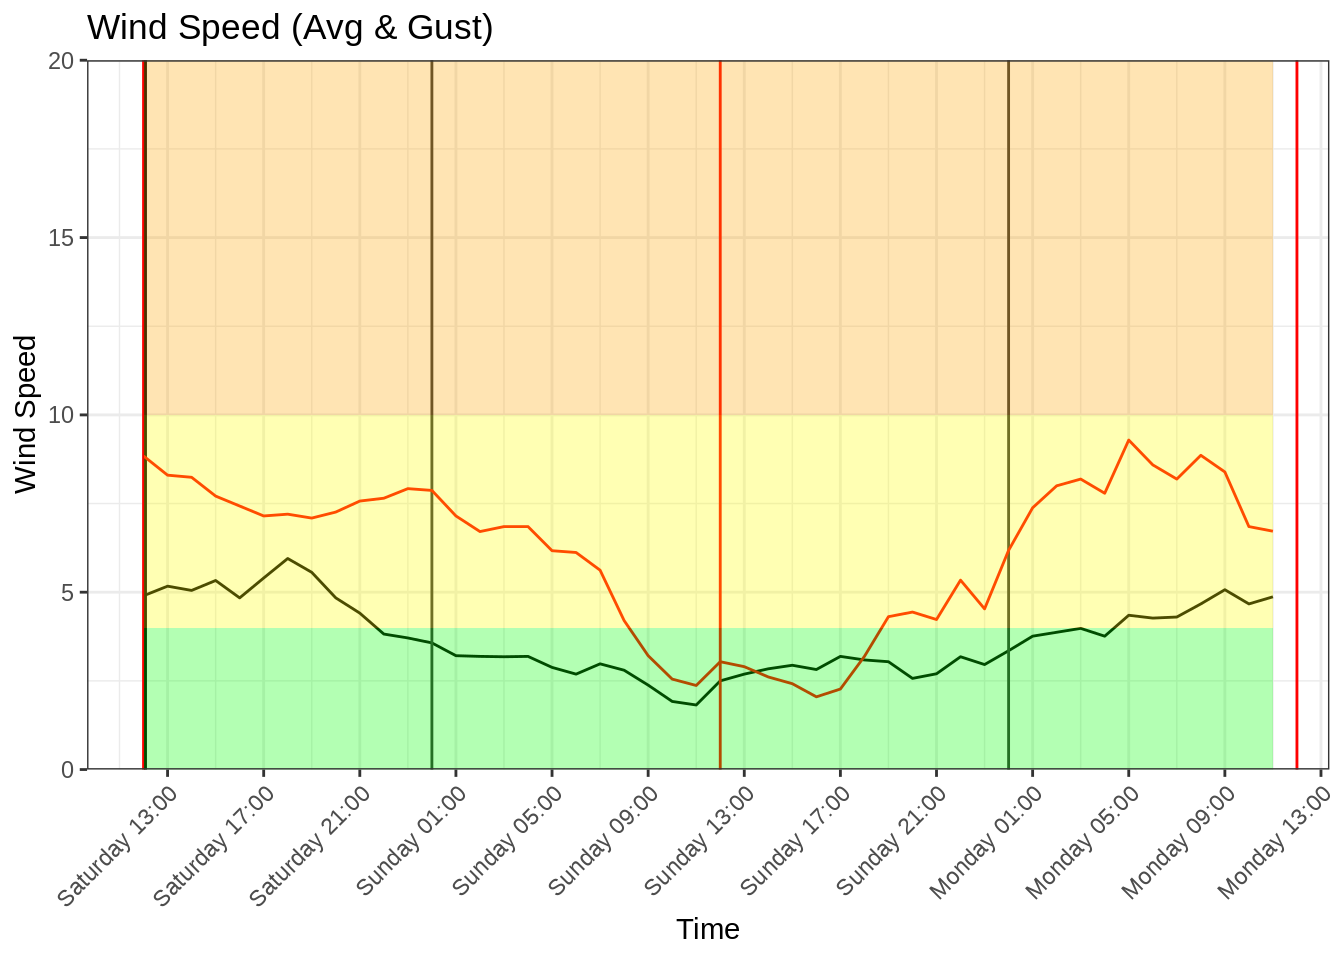 Wind Speed (Avg & Gust)
20
15
10
5
0
Wind Speed
Saturday 13:00
Saturday 17:00
Saturday 21:00
Sunday 01:00
Sunday 05:00
Sunday 09:00
Sunday 13:00
Sunday 17:00
Sunday 21:00
Monday 01:00
Monday 05:00
Monday 09:00
Monday 13:00
Time